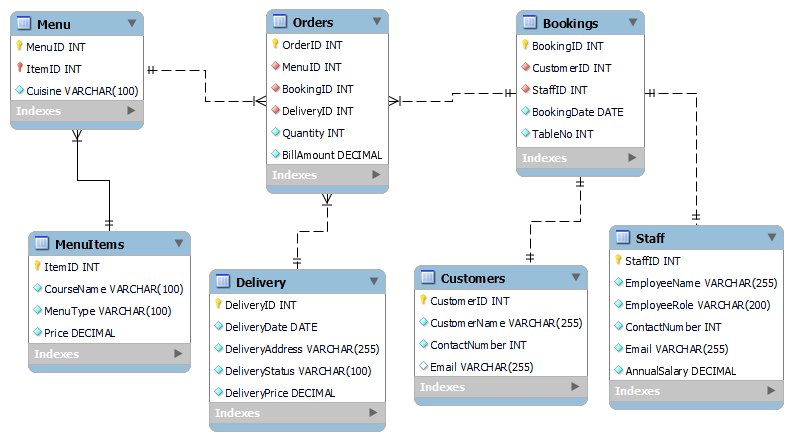 Menu
MenuID INT
ItemID INT
Cuisine VARCHAR(100)
Indexes
Orders
OrderID INT
MenuID INT
BookingID INT
DeliveryID INT
Quantity INT
BillAmount DECIMAL
Indexes
Bookings
BookingID INT
CustomerID INT
StaffID INT
BookingDate DATE
TableNo INT
Indexes
MenuItems
ItemID INT
CourseName VARCHAR(100)
MenuType VARCHAR(100)
Price DECIMAL
Indexes
Delivery
DeliveryID INT
DeliveryDate DATE
DeliveryAddress VARCHAR(255)
DeliveryStatus VARCHAR(100)
DeliveryPrice DECIMAL
Indexes
Customers
CustomerID INT
CustomerName VARCHAR(255)
ContactNumber INT
Email VARCHAR(255)
Indexes
Staff
StaffID INT
EmployeeName VARCHAR(255)
EmployeeRole VARCHAR(200)
ContactNumber INT
Email VARCHAR(255)
AnnualSalary DECIMAL
Indexes